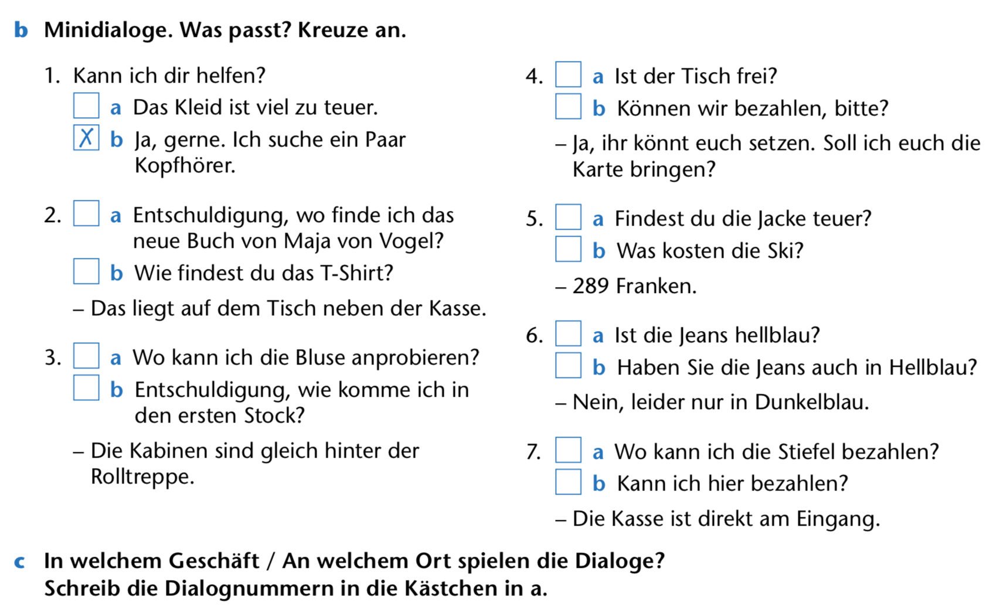 b Minidialoge. Was passt? Kreuze an.
1. Kann ich dir helfen?
a Das Kleid ist viel zu teuer.
X b Ja, gerne. Ich suche ein Paar
Kopfhörer.
2. a Entschuldigung, wo finde ich das
neue Buch von Maja von Vogel?
b Wie findest du das T-Shirt?
– Das liegt auf dem Tisch neben der Kasse.
3. a Wo kann ich die Bluse anprobieren?
b Entschuldigung, wie komme ich in
den ersten Stock?
– Die Kabinen sind gleich hinter der
Rolltreppe.
4. a Ist der Tisch frei?
b Können wir bezahlen, bitte?
– Ja, ihr könnt euch setzen. Soll ich euch die
Karte bringen?
5. a Findest du die Jacke teuer?
b Was kosten die Ski?
– 289 Franken.
6. a Ist die Jeans hellblau?
b Haben Sie die Jeans auch in Hellblau?
– Nein, leider nur in Dunkelblau.
7. a Wo kann ich die Stiefel bezahlen?
b Kann ich hier bezahlen?
– Die Kasse ist direkt am Eingang.
c In welchem Geschäft / An welchem Ort spielen die Dialoge?
Schreib die Dialognummern in die Kästchen in a.